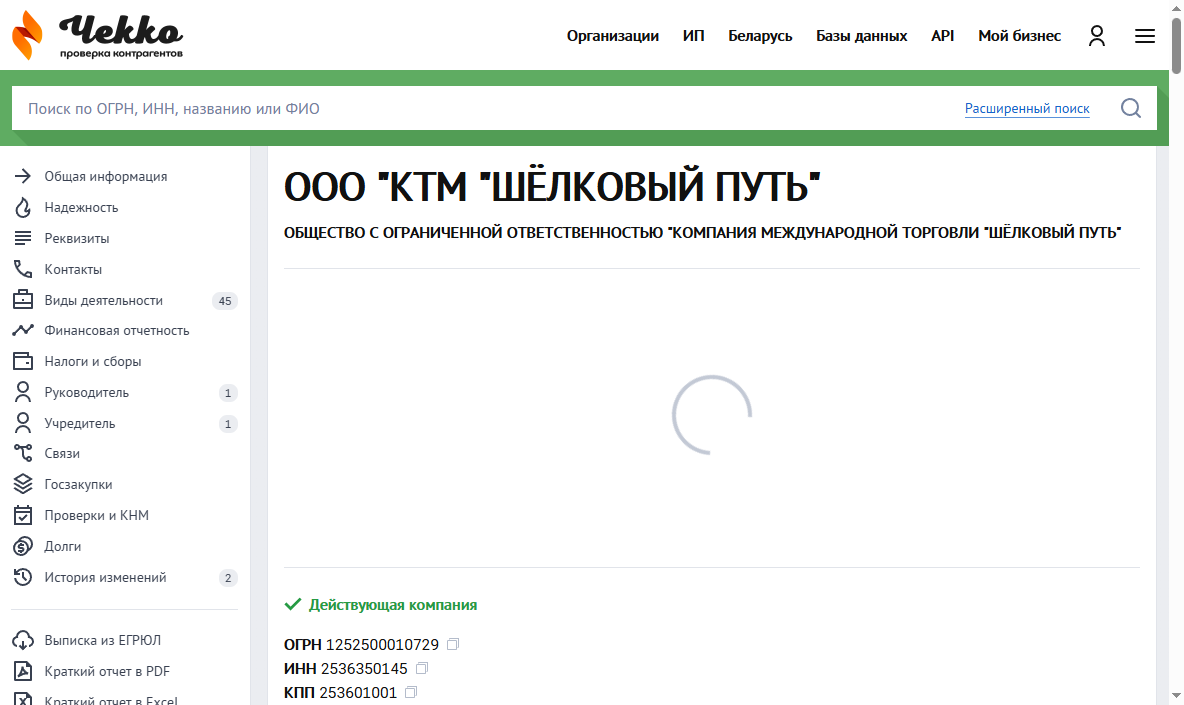 Чекко
проверка контрагентов
Организации ИП Беларусь Базы данных API Мой бизнес
Поиск по ОГРН, ИНН, названию или ФИО Расширенный поиск
Общая информация
Надежность
Реквизиты
Контакты
Виды деятельности 45
Финансовая отчетность
Налоги и сборы
Руководитель 1
Учредитель 1
Связи
Госзакупки
Проверки и КНМ
Долги
История изменений 2
Выписка из ЕГРЮЛ
Краткий отчет в PDF
Краткий отчет в Excel
ООО "КТМ "ШЁЛКОВЫЙ ПУТЬ"
ОБЩЕСТВО С ОГРАНИЧЕННОЙ ОТВЕТСТВЕННОСТЬЮ "КОМПАНИЯ МЕЖДУНАРОДНОЙ ТОРГОВЛИ "ШЁЛКОВЫЙ ПУТЬ"
Действующая компания
ОГРН 1252500010729
ИНН 2536350145
КПП 253601001